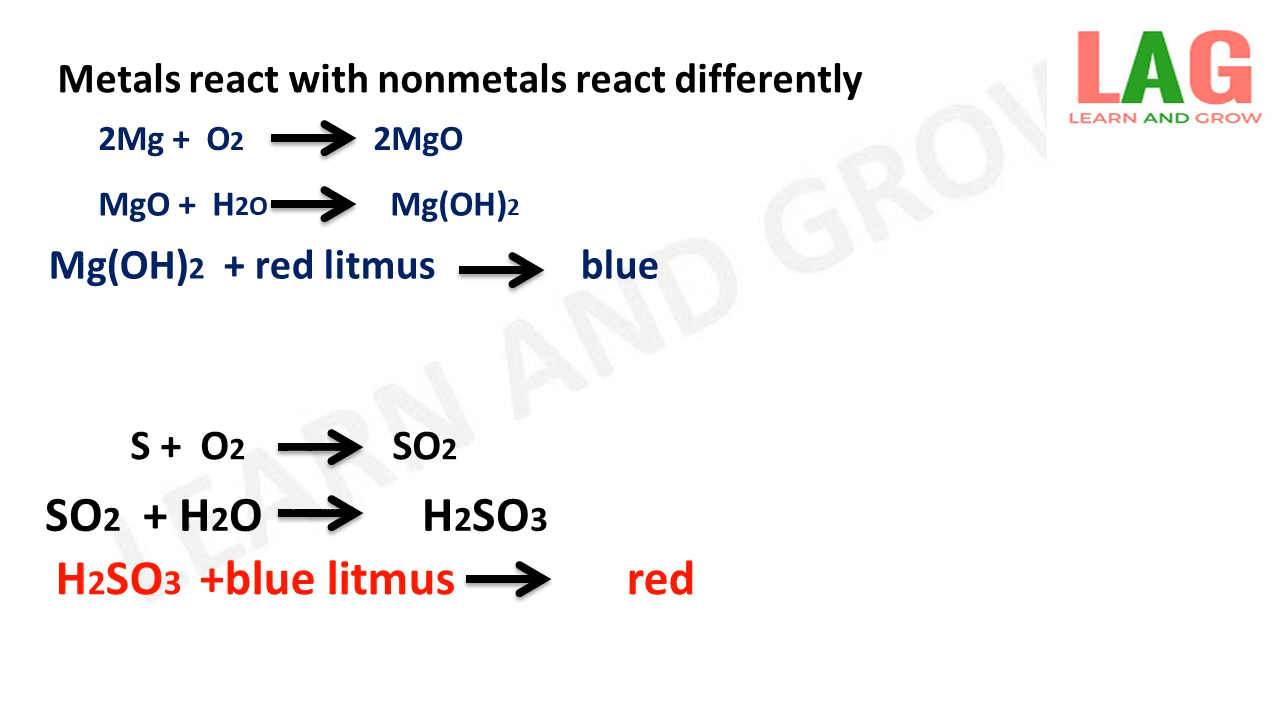 LAG
LEARN AND GROW
Metals react with nonmetals react differently
2Mg + O2 → 2MgO
MgO + H2O → Mg(OH)2
Mg(OH)2 + red litmus → blue
S + O2 → SO2
SO2 + H2O → H2SO3
H2SO3 +blue litmus → red
LEARN AND GROW